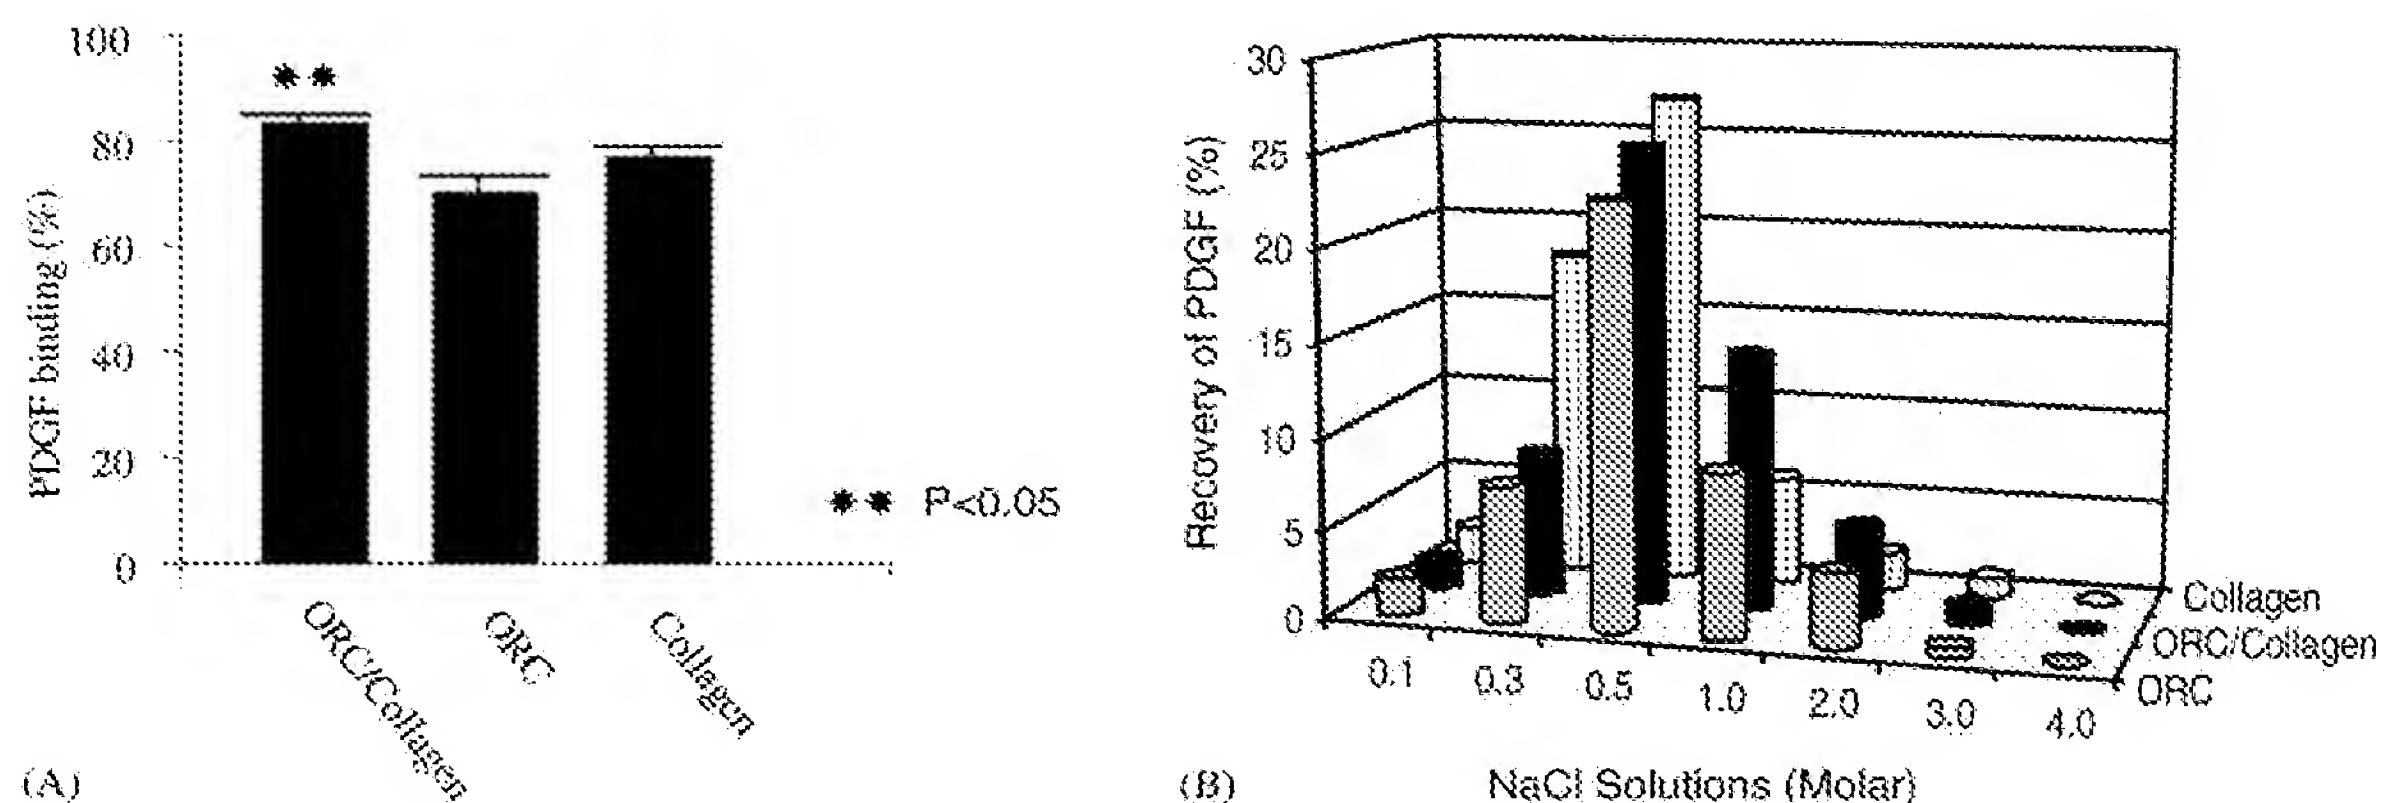 100
80
60
40
20
0
PDGF binding (%)
**
** P<0.05
ORC/Collagen
ORC
Collagen
(A)
30
25
20
15
10
5
0
Recovery of PDGF (%)
0.1
0.3
0.5
1.0
2.0
3.0
4.0
Collagen
ORC/Collagen
ORC
NaCl Solutions (Molar)
(B)